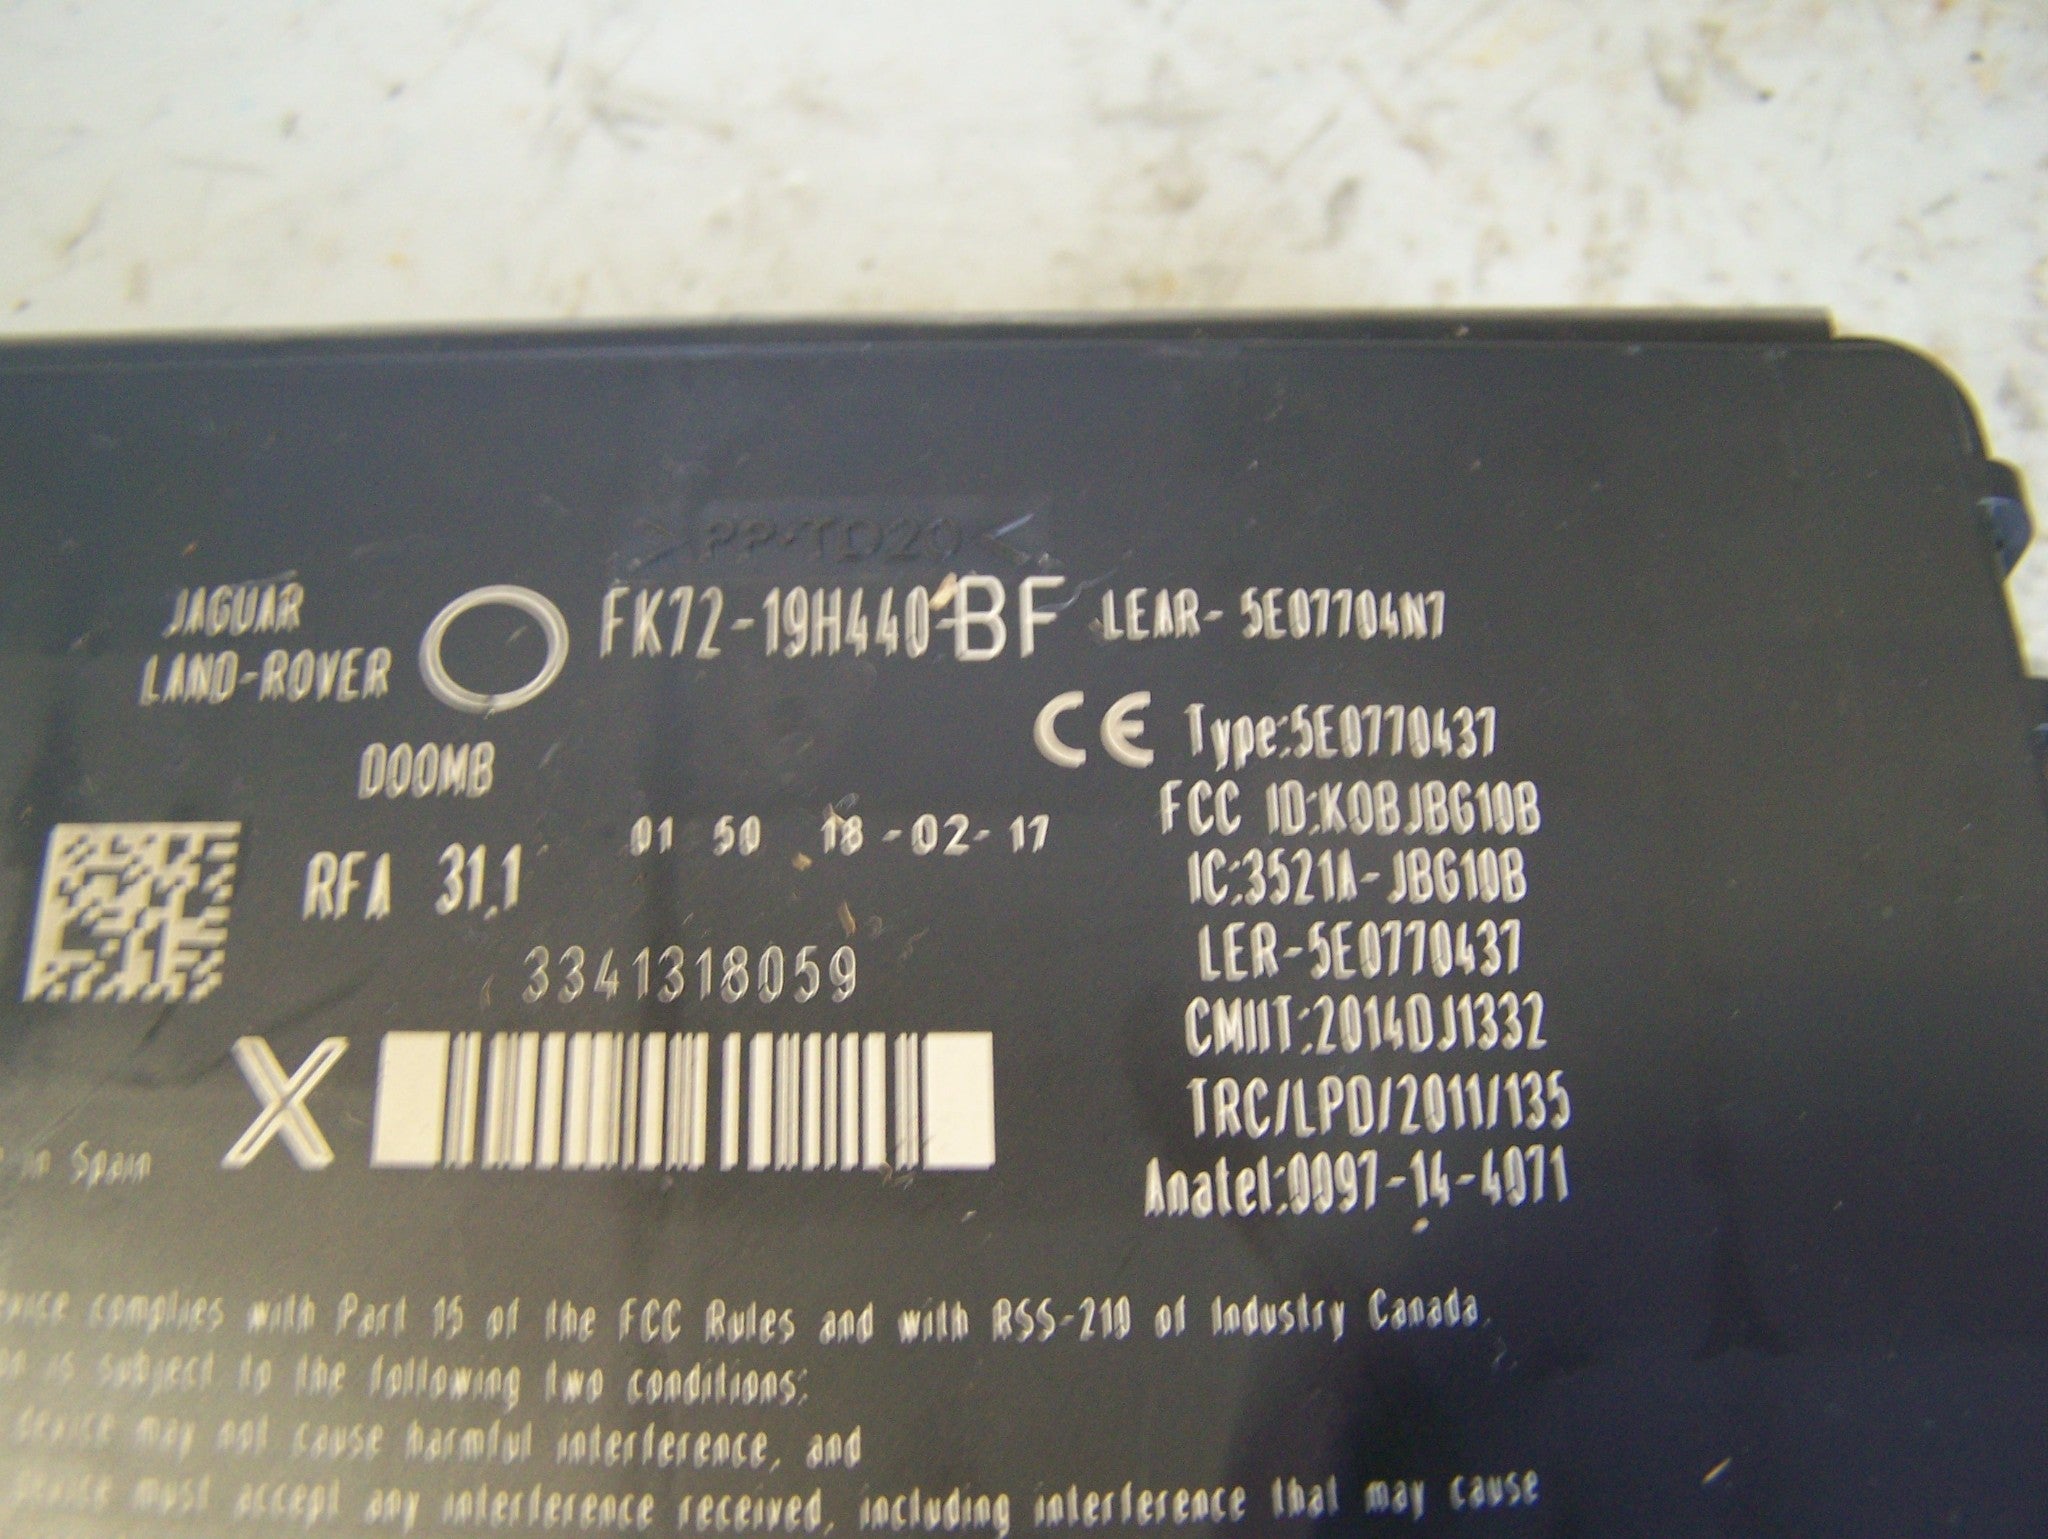 >PP-TD20<
JAGUAR
LAND-ROVER
FK72-19H440-BF LEAR-5E07704N7
D00MB
CE Type:5E0770437
FCC ID:KOBJBG10B
RFA 31.1
01 50 18-02-17
IC:3521A-JBG10B
LER-5E0770437
3341318059
CMIIT:2014DJ1332
X
TRC/LPD/2011/135
in Spain
Anatel:0097-14-4071
complies with Part 15 of the FCC Rules and with RSS-210 of Industry Canada.
is subject to the following two conditions:
device may not cause harmful interference, and
device must accept any interference received, including interference that may cause